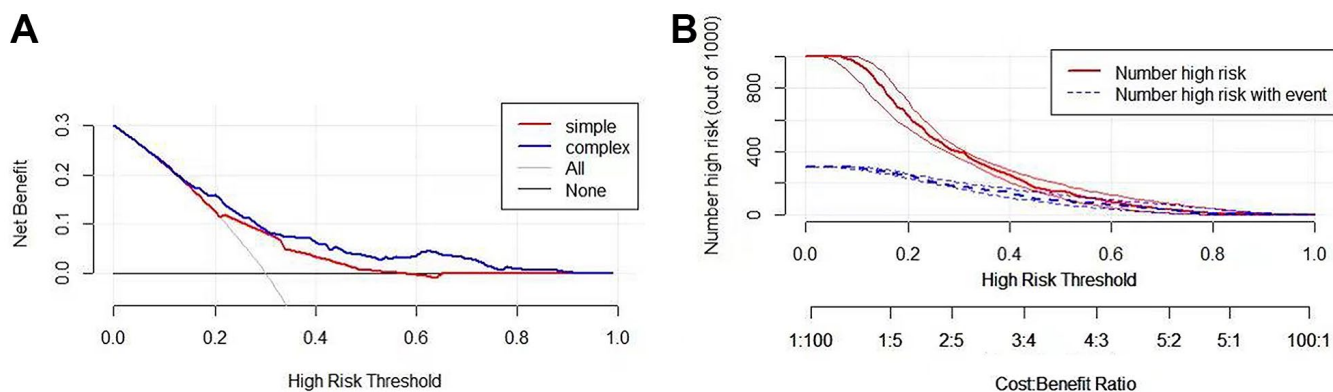 A
Net Benefit
0.3
0.2
0.1
0.0
simple
complex
All
None
0.0 0.2 0.4 0.6 0.8 1.0
High Risk Threshold
B
Number high risk (out of 1000)
800
400
0
Number high risk
Number high risk with event
0.0 0.2 0.4 0.6 0.8 1.0
High Risk Threshold
1:100 1:5 2:5 3:4 4:3 5:2 5:1 100:1
Cost:Benefit Ratio